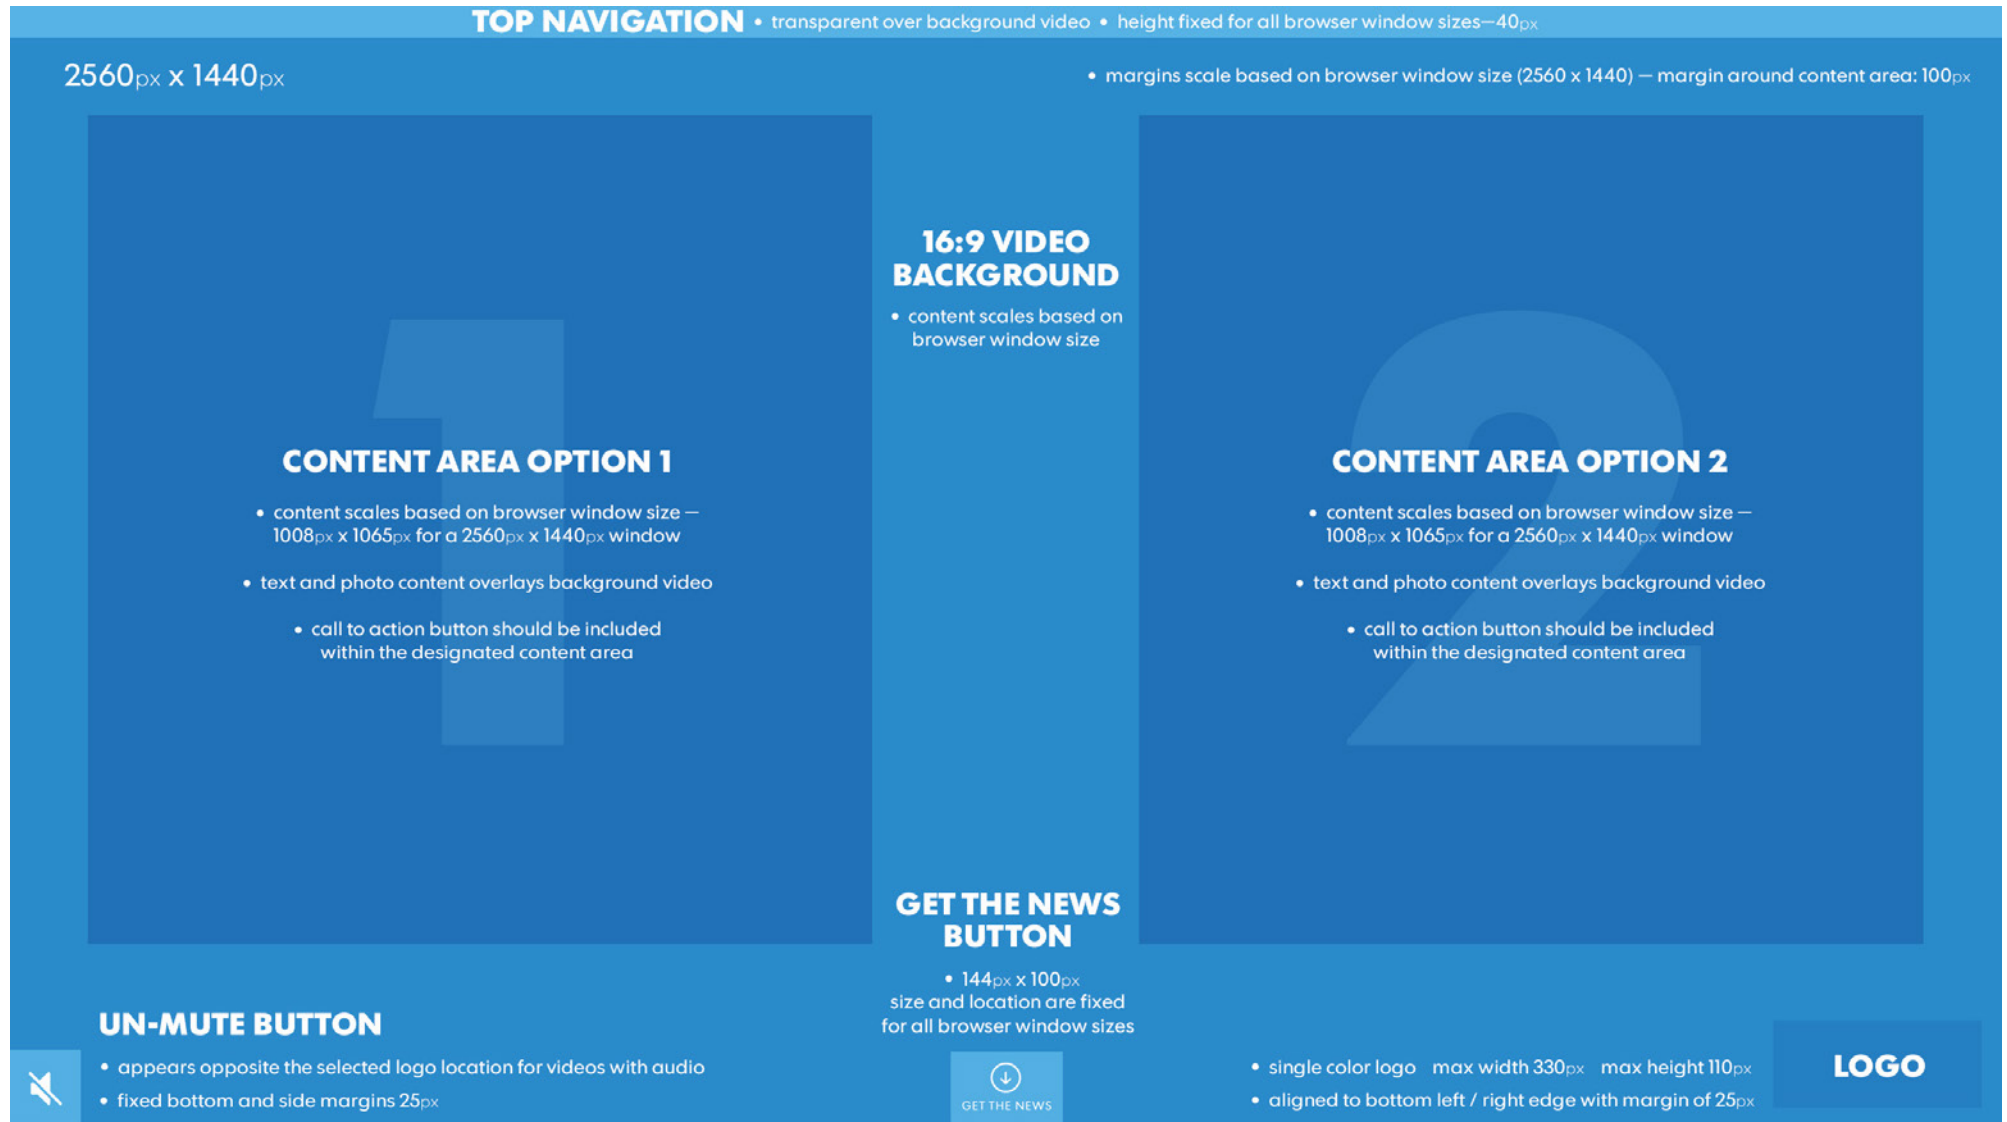 TOP NAVIGATION • transparent over background video • height fixed for all browser window sizes—40px
2560px x 1440px
• margins scale based on browser window size (2560 x 1440) — margin around content area: 100px
16:9 VIDEO
BACKGROUND
• content scales based on
browser window size
1
CONTENT AREA OPTION 1
• content scales based on browser window size —
1008px x 1065px for a 2560px x 1440px window
• text and photo content overlays background video
• call to action button should be included
within the designated content area
2
CONTENT AREA OPTION 2
• content scales based on browser window size —
1008px x 1065px for a 2560px x 1440px window
• text and photo content overlays background video
• call to action button should be included
within the designated content area
GET THE NEWS
BUTTON
• 144px x 100px
size and location are fixed
for all browser window sizes
GET THE NEWS
UN-MUTE BUTTON
• appears opposite the selected logo location for videos with audio
• fixed bottom and side margins 25px
• single color logo max width 330px max height 110px
• aligned to bottom left / right edge with margin of 25px
LOGO